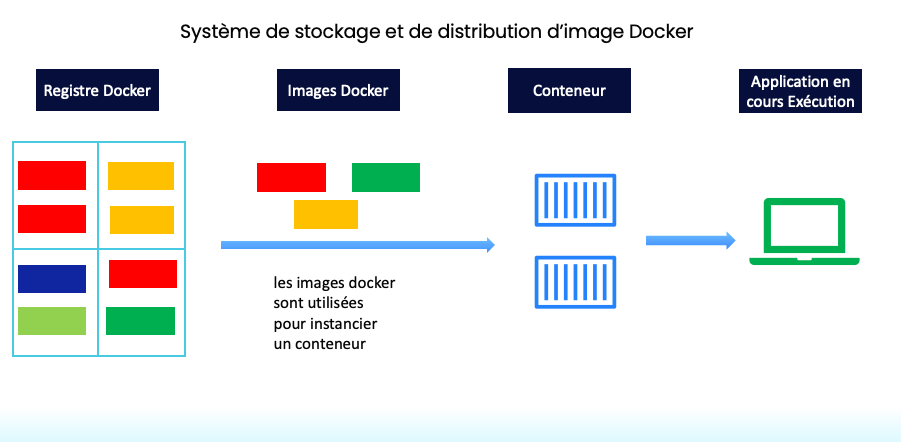 Système de stockage et de distribution d’image Docker
Registre Docker
Images Docker
Conteneur
Application en
cours Exécution
les images docker
sont utilisées
pour instancier
un conteneur